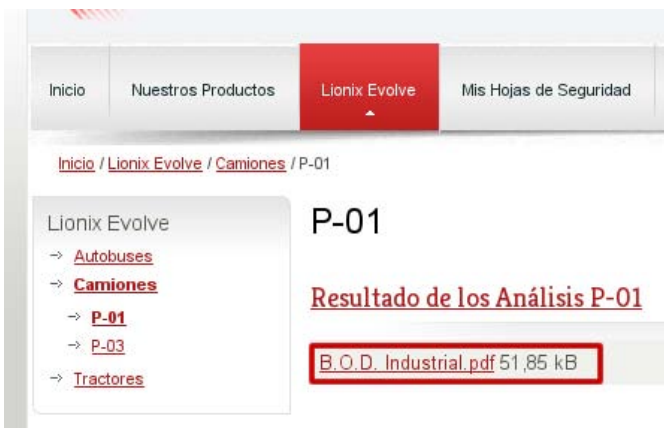 Inicio Nuestros Productos Lionix Evolve Mis Hojas de Seguridad
Inicio / Lionix Evolve / Camiones / P-01
Lionix Evolve
Autobuses
Camiones
P-01
P-03
Tractores
P-01
Resultado de los Análisis P-01
B.O.D. Industrial.pdf 51,85 kB